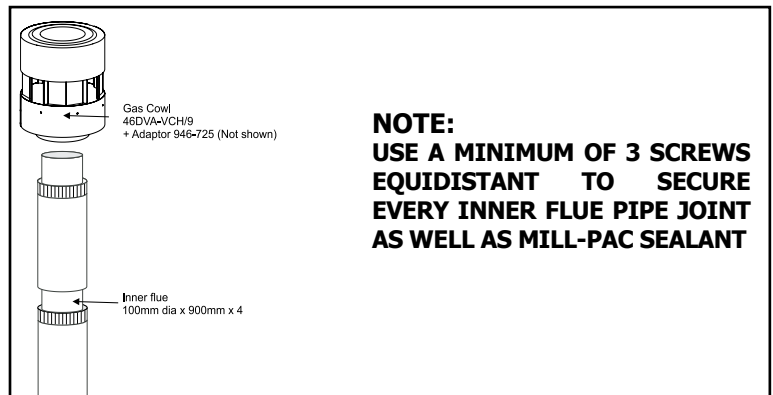 Gas Cowl
46DVA-VCH/9
+ Adaptor 946-725 (Not shown)
Inner flue
100mm dia x 900mm x 4
NOTE:
USE A MINIMUM OF 3 SCREWS
EQUIDISTANT TO SECURE
EVERY INNER FLUE PIPE JOINT
AS WELL AS MILL-PAC SEALANT